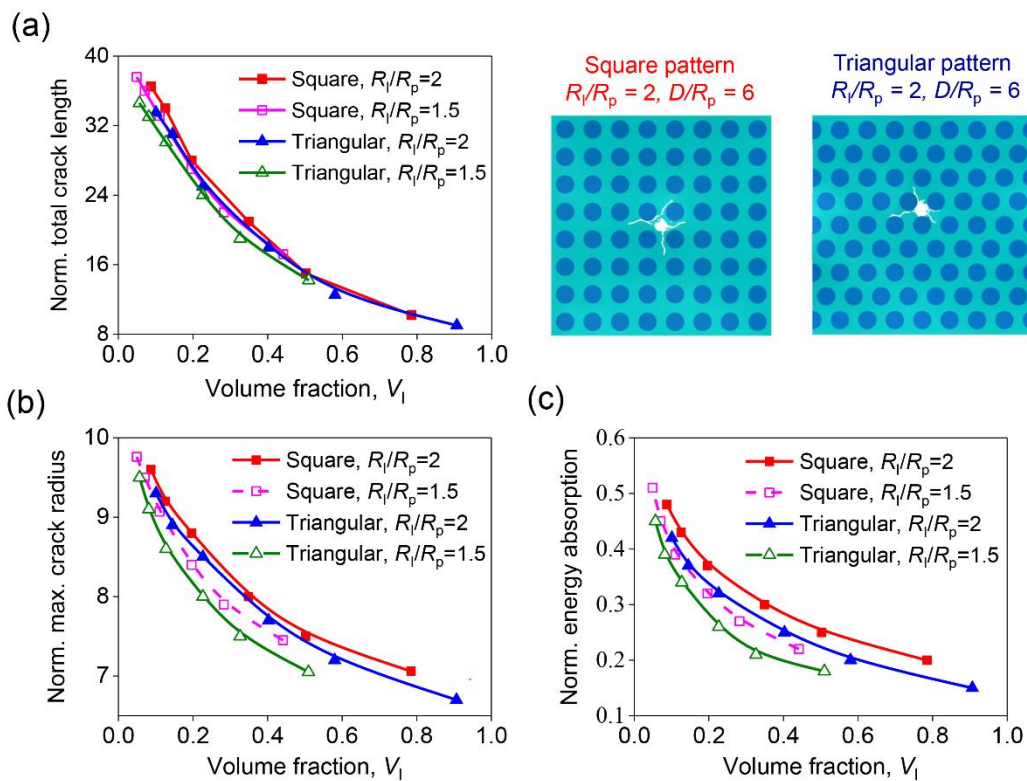 (a)
40
32
24
16
8
Norm. total crack length
Square, Rₗ/Rₚ=2
Square, Rₗ/Rₚ=1.5
Triangular, Rₗ/Rₚ=2
Triangular, Rₗ/Rₚ=1.5
0.0 0.2 0.4 0.6 0.8 1.0
Volume fraction, Vₗ
Square pattern
Rₗ/Rₚ = 2, D/Rₚ = 6
Triangular pattern
Rₗ/Rₚ = 2, D/Rₚ = 6
(b)
10
9
8
7
Norm. max. crack radius
Square, Rₗ/Rₚ=2
Square, Rₗ/Rₚ=1.5
Triangular, Rₗ/Rₚ=2
Triangular, Rₗ/Rₚ=1.5
0.0 0.2 0.4 0.6 0.8 1.0
Volume fraction, Vₗ
(c)
0.6
0.5
0.4
0.3
0.2
0.1
Norm. energy absorption
Square, Rₗ/Rₚ=2
Square, Rₗ/Rₚ=1.5
Triangular, Rₗ/Rₚ=2
Triangular, Rₗ/Rₚ=1.5
0.0 0.2 0.4 0.6 0.8 1.0
Volume fraction, Vₗ